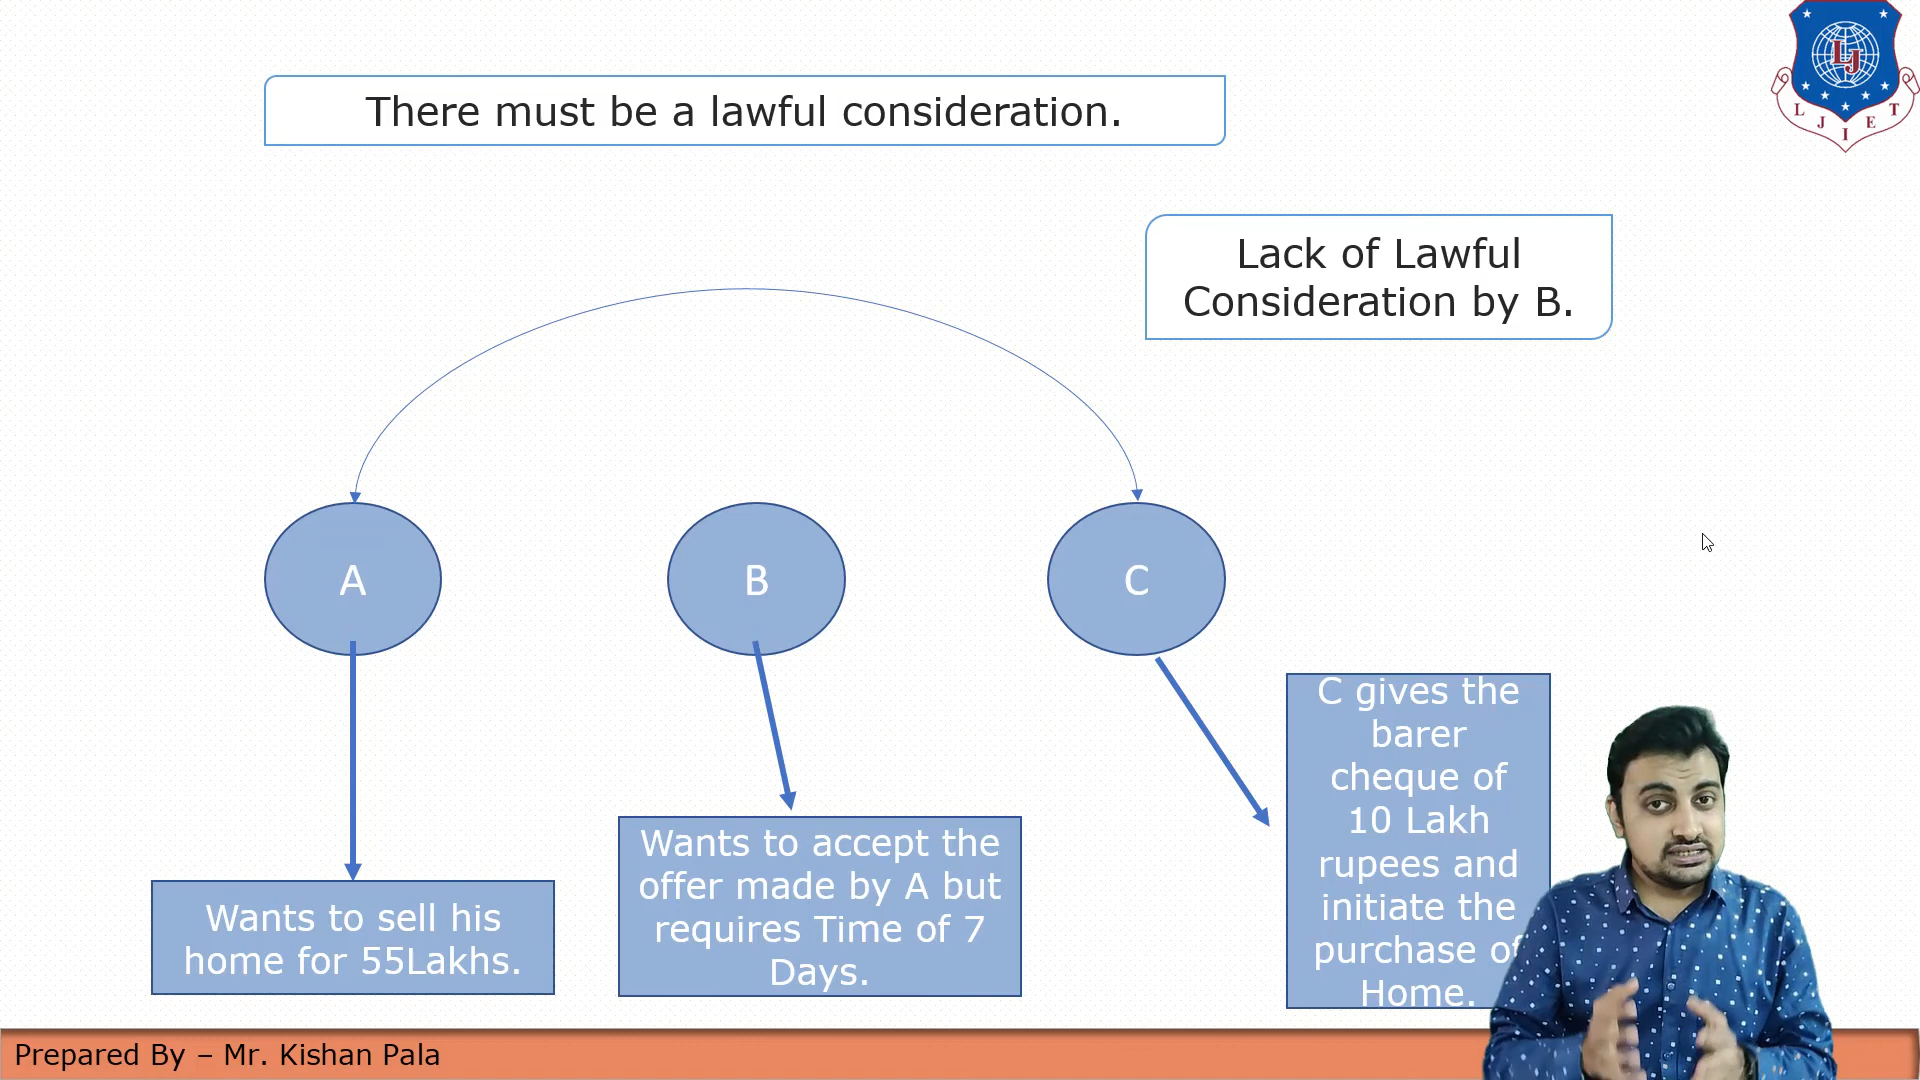 There must be a lawful consideration.
LJ
L J I E T
Lack of Lawful
Consideration by B.
A
B
C
Wants to sell his
home for 55Lakhs.
Wants to accept the
offer made by A but
requires Time of 7
Days.
C gives the
barer
cheque of
10 Lakh
rupees and
initiate the
purchase of
Home.
Prepared By – Mr. Kishan Pala